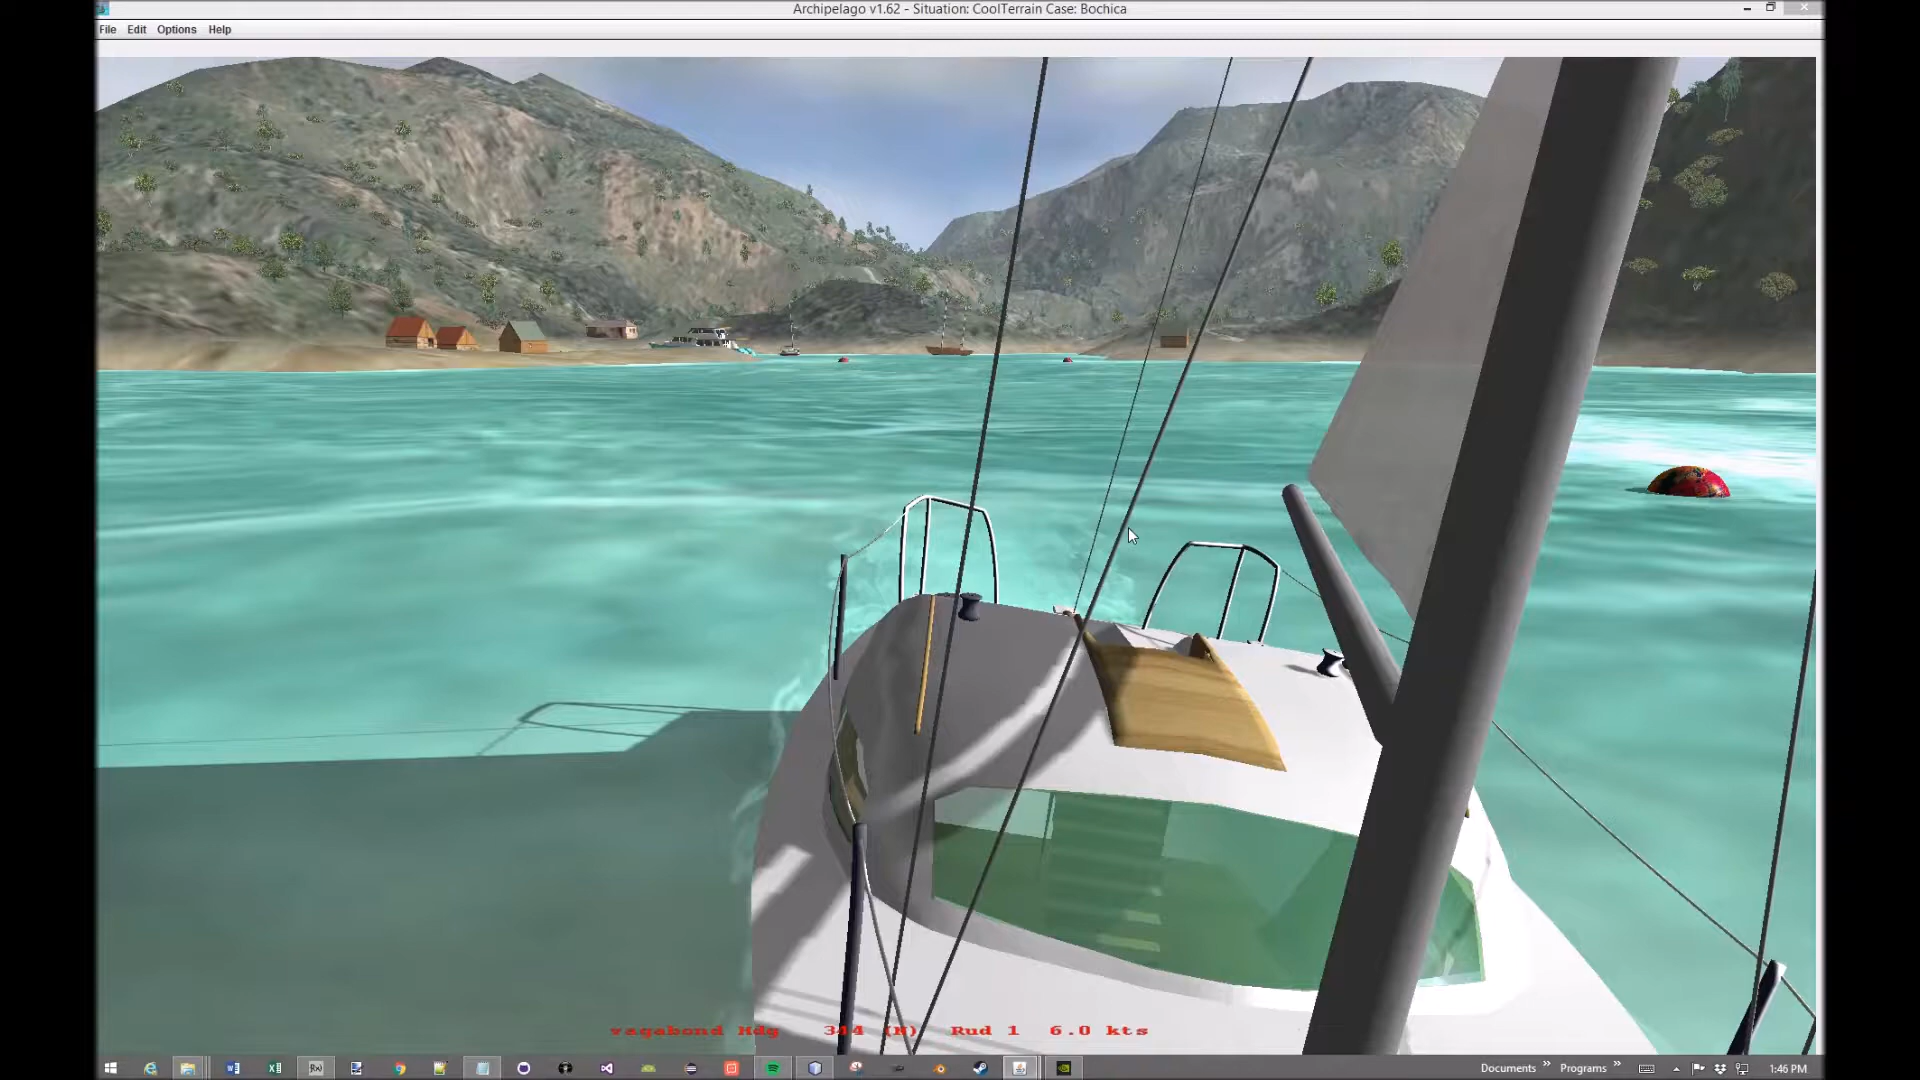 Archipelago v1.62 - Situation: CoolTerrain Case: Bochica
File Edit Options Help
vagabond Hdg 344 (N) Rud 1 6.0 kts
Documents » Programs » 1:46 PM